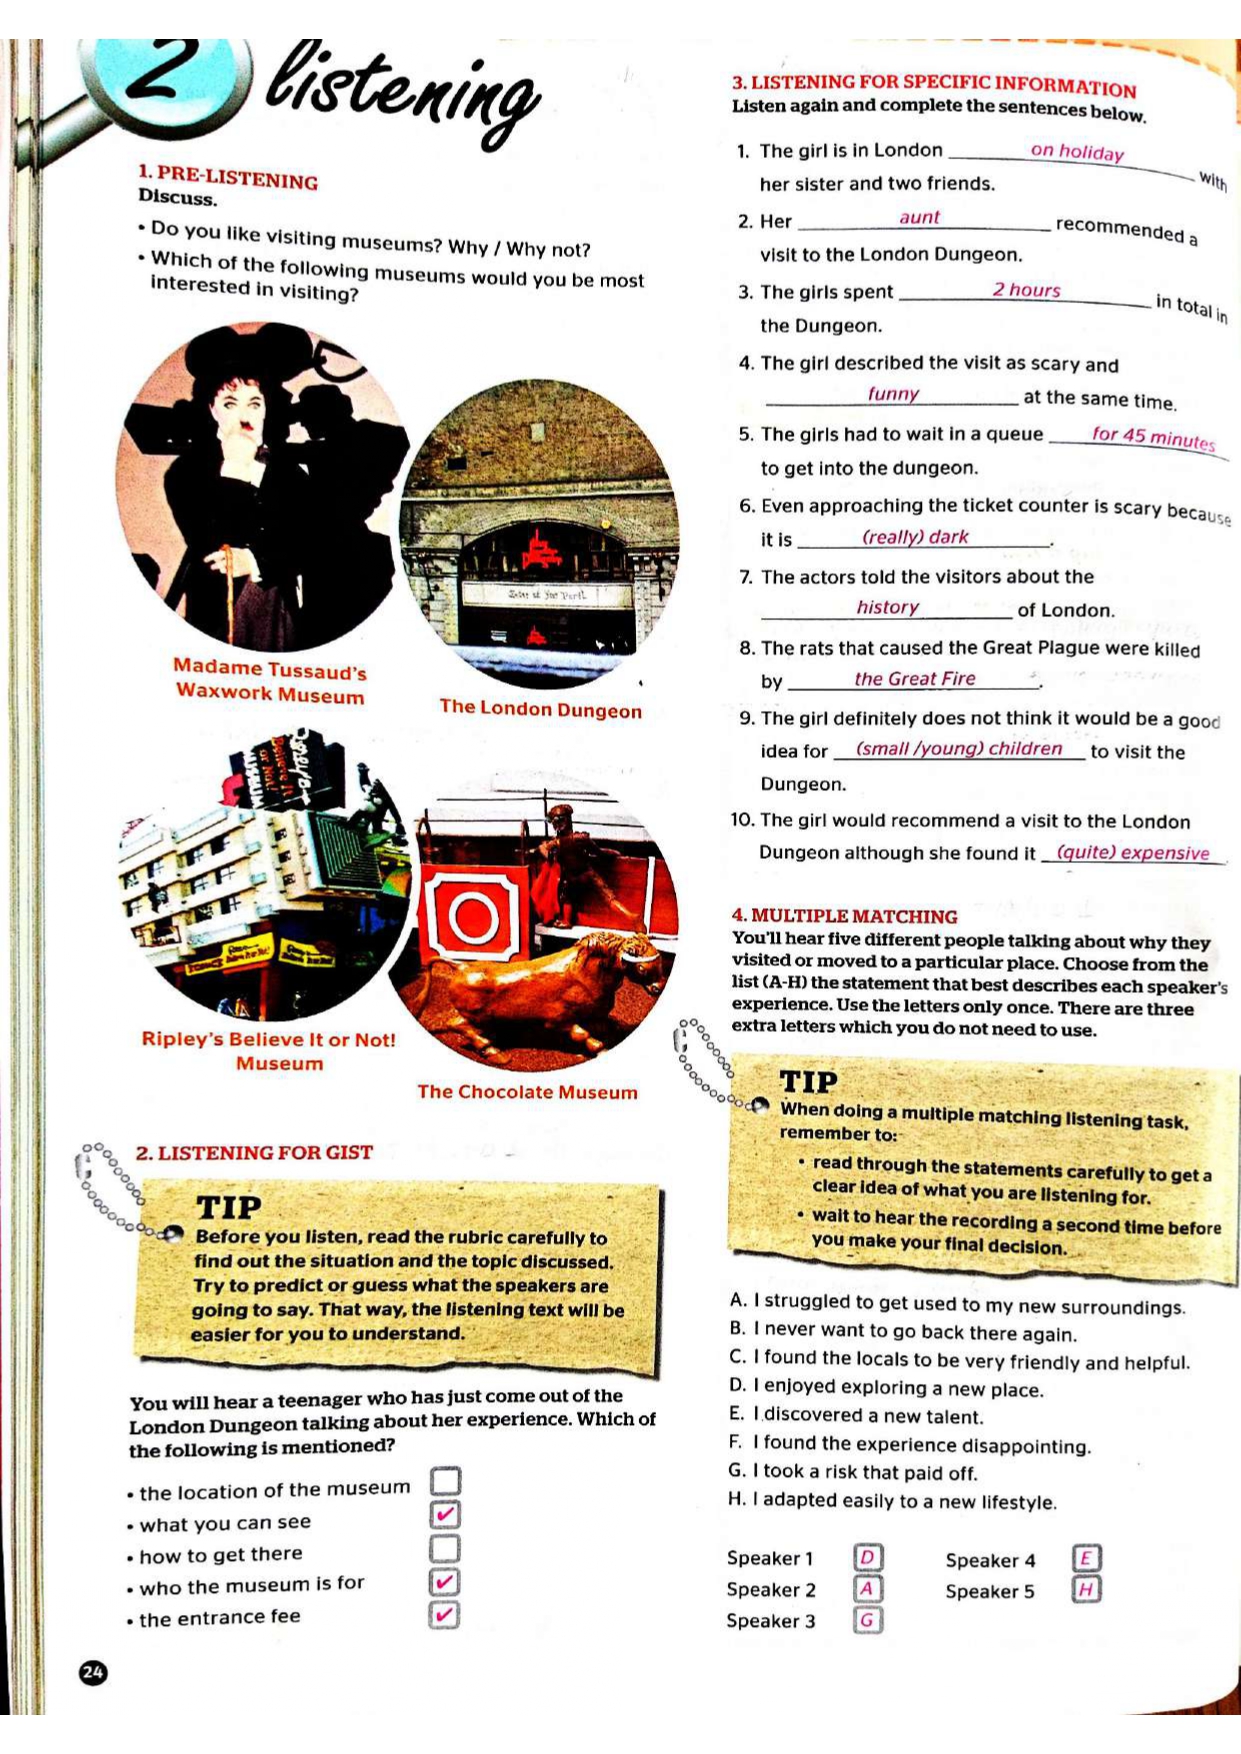 2 listening
1. PRE-LISTENING
Discuss.
• Do you like visiting museums? Why / Why not?
• Which of the following museums would you be most
interested in visiting?
Madame Tussaud's
Waxwork Museum
The London Dungeon
Ripley's Believe It or Not!
Museum
The Chocolate Museum
2. LISTENING FOR GIST
TIP
Before you listen, read the rubric carefully to
find out the situation and the topic discussed.
Try to predict or guess what the speakers are
going to say. That way, the listening text will be
easier for you to understand.
You will hear a teenager who has just come out of the
London Dungeon talking about her experience. Which of
the following is mentioned?
• the location of the museum
• what you can see ✓
• how to get there
• who the museum is for ✓
• the entrance fee ✓
24
3. LISTENING FOR SPECIFIC INFORMATION
Listen again and complete the sentences below.
1. The girl is in London on holiday with
her sister and two friends.
2. Her aunt recommended a
visit to the London Dungeon.
3. The girls spent 2 hours in total in
the Dungeon.
4. The girl described the visit as scary and
funny at the same time.
5. The girls had to wait in a queue for 45 minutes
to get into the dungeon.
6. Even approaching the ticket counter is scary because
it is (really) dark.
7. The actors told the visitors about the
history of London.
8. The rats that caused the Great Plague were killed
by the Great Fire.
9. The girl definitely does not think it would be a good
idea for (small /young) children to visit the
Dungeon.
10. The girl would recommend a visit to the London
Dungeon although she found it (quite) expensive.
4. MULTIPLE MATCHING
You'll hear five different people talking about why they
visited or moved to a particular place. Choose from the
list (A-H) the statement that best describes each speaker's
experience. Use the letters only once. There are three
extra letters which you do not need to use.
TIP
When doing a multiple matching listening task,
remember to:
• read through the statements carefully to get a
clear idea of what you are listening for.
• wait to hear the recording a second time before
you make your final decision.
A. I struggled to get used to my new surroundings.
B. I never want to go back there again.
C. I found the locals to be very friendly and helpful.
D. I enjoyed exploring a new place.
E. I discovered a new talent.
F. I found the experience disappointing.
G. I took a risk that paid off.
H. I adapted easily to a new lifestyle.
Speaker 1 D Speaker 4 E
Speaker 2 A Speaker 5 H
Speaker 3 G